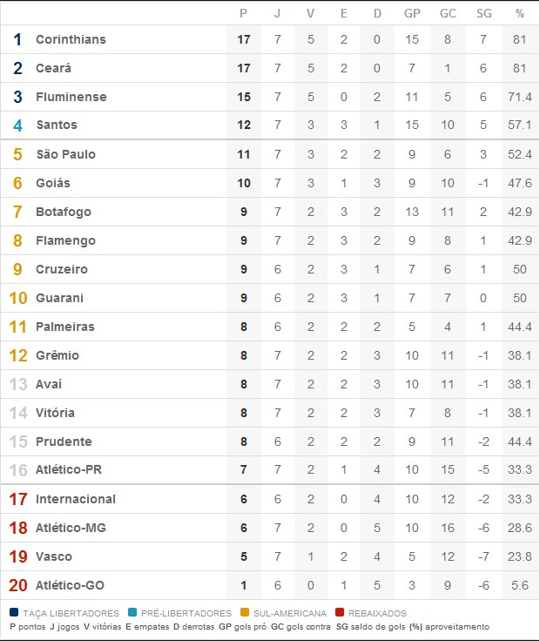 P J V E D GP GC SG %
1 Corinthians 17 7 5 2 0 15 8 7 81
2 Ceará 17 7 5 2 0 7 1 6 81
3 Fluminense 15 7 5 0 2 11 5 6 71.4
4 Santos 12 7 3 3 1 15 10 5 57.1
5 São Paulo 11 7 3 2 2 9 6 3 52.4
6 Goiás 10 7 3 1 3 9 10 -1 47.6
7 Botafogo 9 7 2 3 2 13 11 2 42.9
8 Flamengo 9 7 2 3 2 9 8 1 42.9
9 Cruzeiro 9 6 2 3 1 7 6 1 50
10 Guarani 9 6 2 3 1 7 7 0 50
11 Palmeiras 8 6 2 2 2 5 4 1 44.4
12 Grêmio 8 7 2 2 3 10 11 -1 38.1
13 Avaí 8 7 2 2 3 10 11 -1 38.1
14 Vitória 8 7 2 2 3 7 8 -1 38.1
15 Prudente 8 6 2 2 2 9 11 -2 44.4
16 Atlético-PR 7 7 2 1 4 10 15 -5 33.3
17 Internacional 6 6 2 0 4 10 12 -2 33.3
18 Atlético-MG 6 7 2 0 5 10 16 -6 28.6
19 Vasco 5 7 1 2 4 5 12 -7 23.8
20 Atlético-GO 1 6 0 1 5 3 9 -6 5.6
TAÇA LIBERTADORES PRÉ-LIBERTADORES SUL-AMERICANA REBAIXADOS
P pontos J jogos V vitórias E empates D derrotas GP gols pró GC gols contra SG saldo de gols (%) aproveitamento